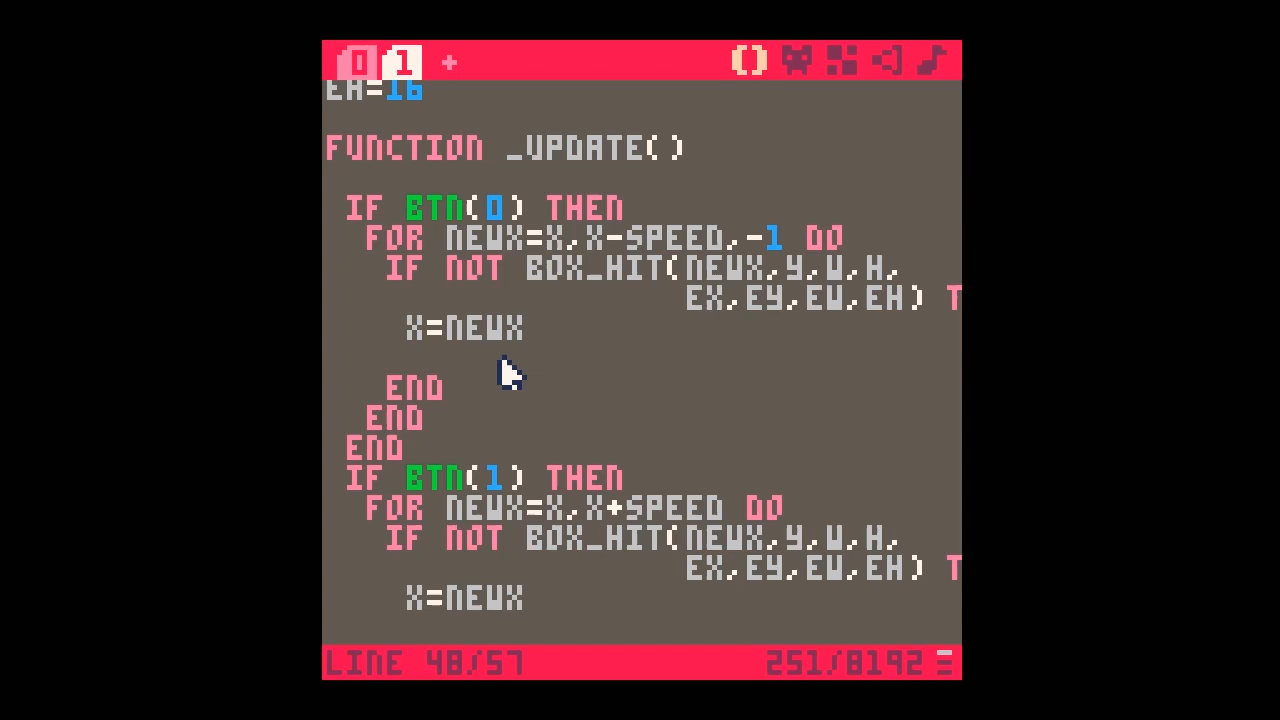 0 1 +
EH=16
FUNCTION _UPDATE()
IF BTN(0) THEN
FOR NEWX=X,X-SPEED,-1 DO
IF NOT BOX_HIT(NEWX,Y,W,H,
EX,EY,EW,EH) T
X=NEWX
END
END
END
IF BTN(1) THEN
FOR NEWX=X,X+SPEED DO
IF NOT BOX_HIT(NEWX,Y,W,H,
EX,EY,EW,EH) T
X=NEWX
LINE 48/57 251/8192